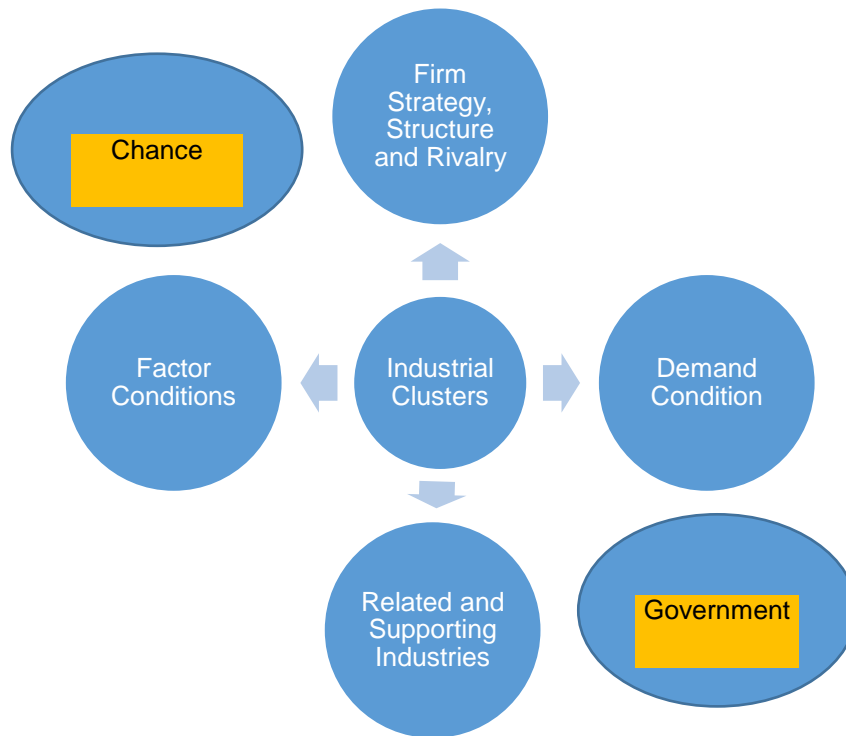 Firm
Strategy,
Structure
and Rivalry
Chance
Factor
Conditions
Industrial
Clusters
Demand
Condition
Related and
Supporting
Industries
Government